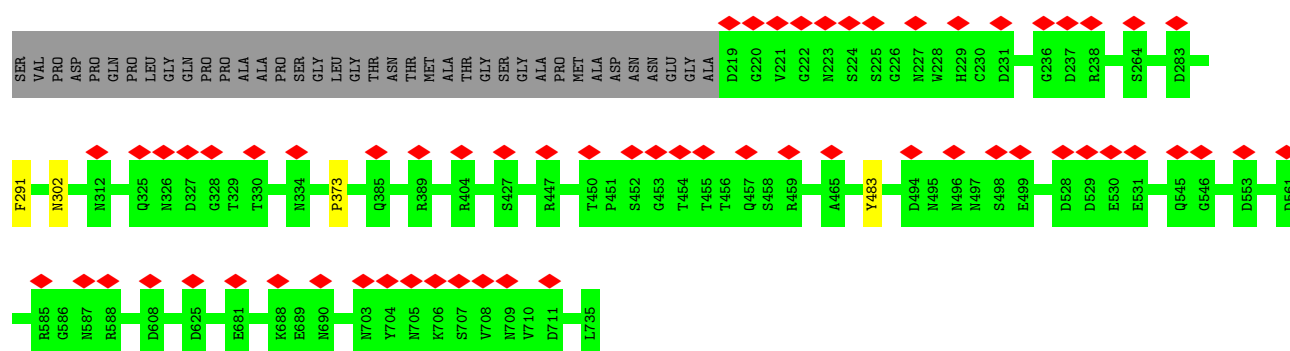 SER VAL PRO ASP PRO GLN PRO LEU GLY GLN PRO PRO ALA ALA PRO SER GLY LEU GLY THR ASN THR MET ALA THR GLY SER GLY ALA PRO MET ALA ASP ASN ASN GLU GLY ALA D219 G220 V221 G222 N223 S224 S225 G226 N227 W228 H229 C230 D231 G236 D237 R238 S264 D283
F291 N302 N312 Q325 N326 D327 G328 T329 T330 N334 P373 Q385 R389 R404 S427 R447 T450 P451 S452 G453 T454 T455 T456 Q457 S458 R459 A465 Y483 D494 N495 N496 N497 S498 E499 D528 D529 E530 E531 Q545 G546 D553 D561
R585 G586 N587 R588 D608 D625 E681 K688 E689 N690 N703 Y704 N705 K706 S707 V708 N709 V710 D711 L735